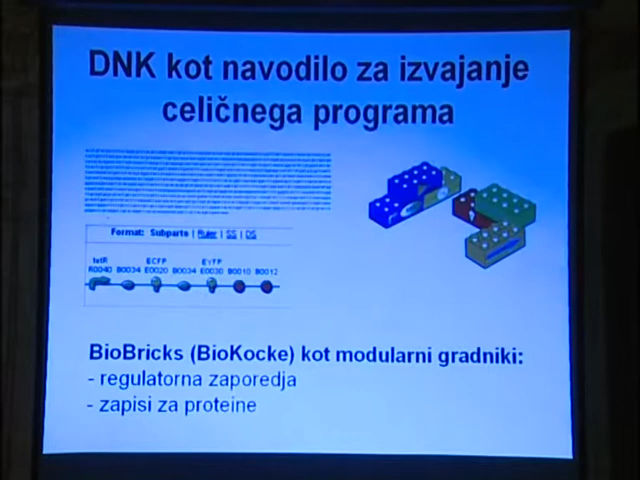 DNK kot navodilo za izvajanje
celičnega programa
Format: Subparts | Ruler | SS | DS
tetR ECFP EYFP
R0040 B0034 E0020 B0034 E0030 B0010 B0012
BioBricks (BioKocke) kot modularni gradniki:
- regulatorna zaporedja
- zapisi za proteine